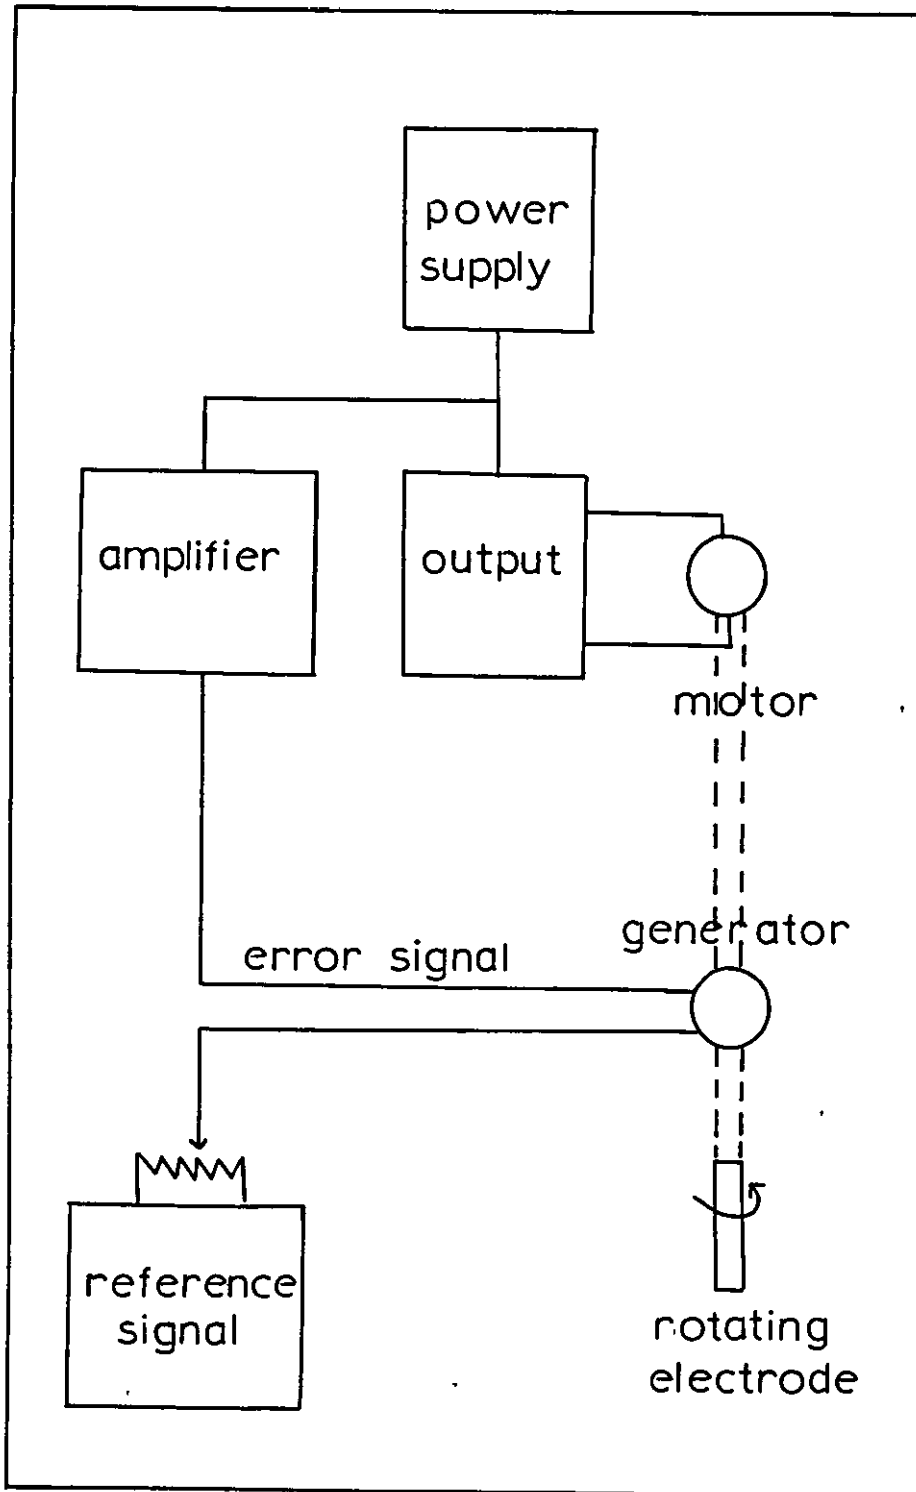 power
supply
amplifier
output
motor
generator
error signal
reference
signal
rotating
electrode